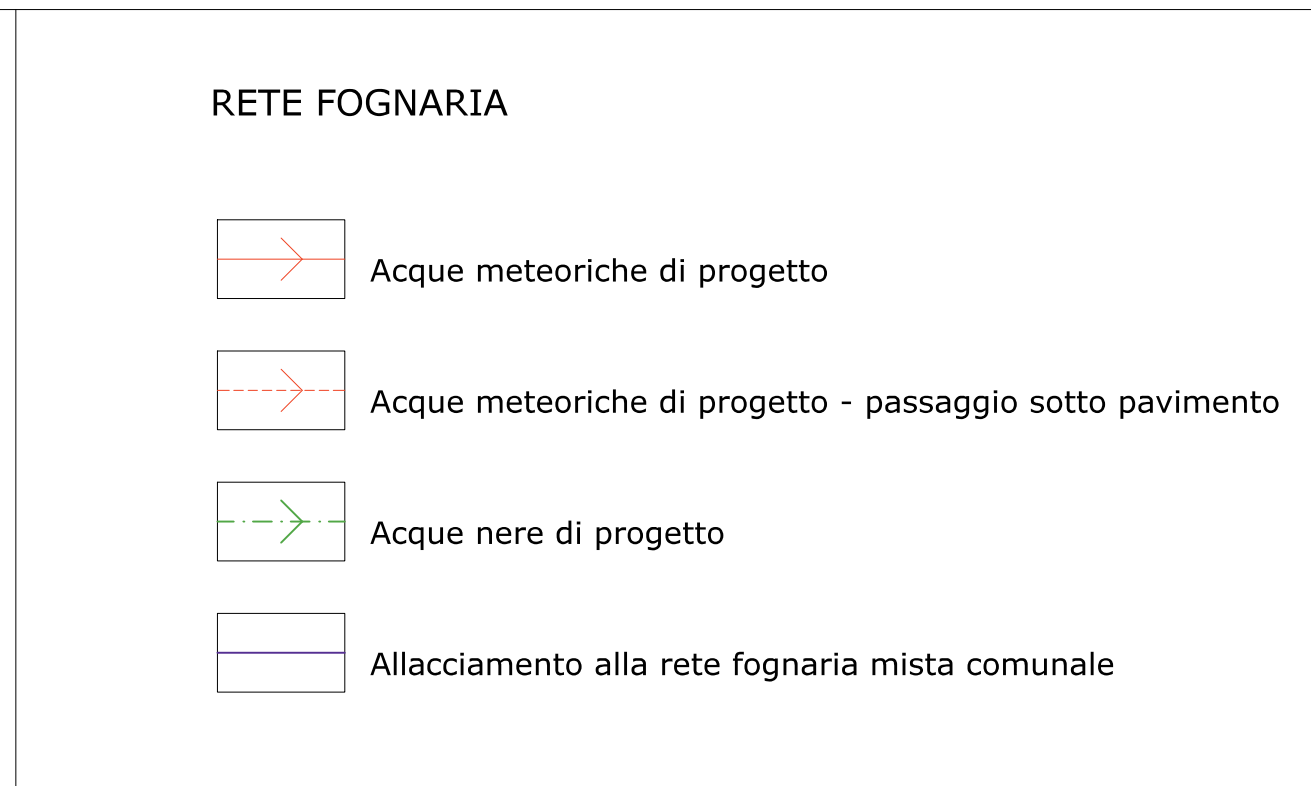 RETE FOGNARIA
Acque meteoriche di progetto
Acque meteoriche di progetto - passaggio sotto pavimento
Acque nere di progetto
Allacciamento alla rete fognaria mista comunale